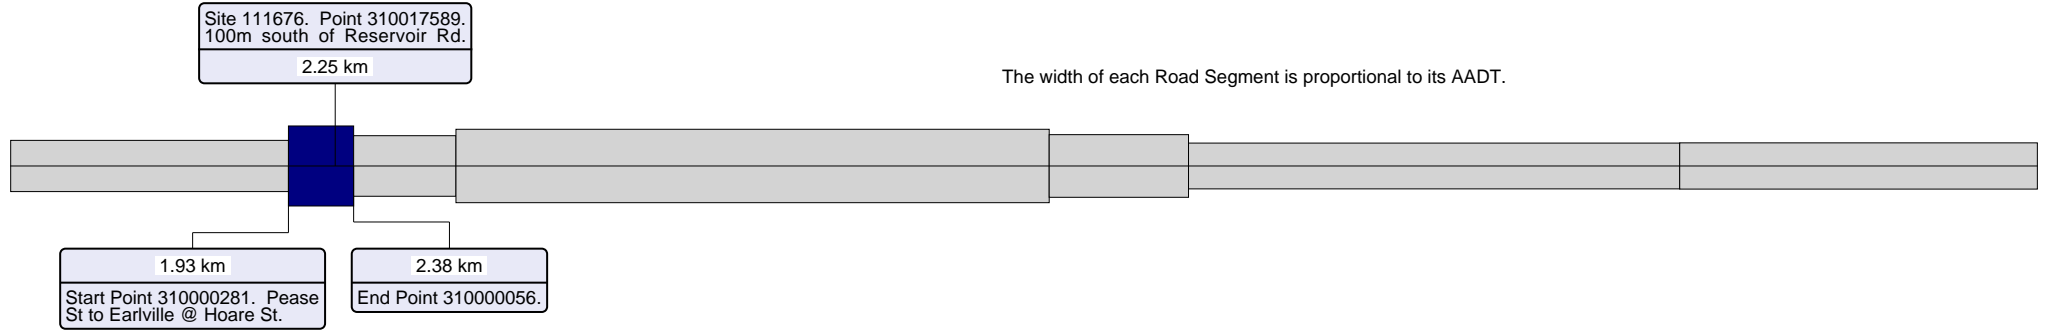 Site 111676. Point 310017589.
100m south of Reservoir Rd.
2.25 km
The width of each Road Segment is proportional to its AADT.
1.93 km
Start Point 310000281. Pease
St to Earlville @ Hoare St.
2.38 km
End Point 310000056.